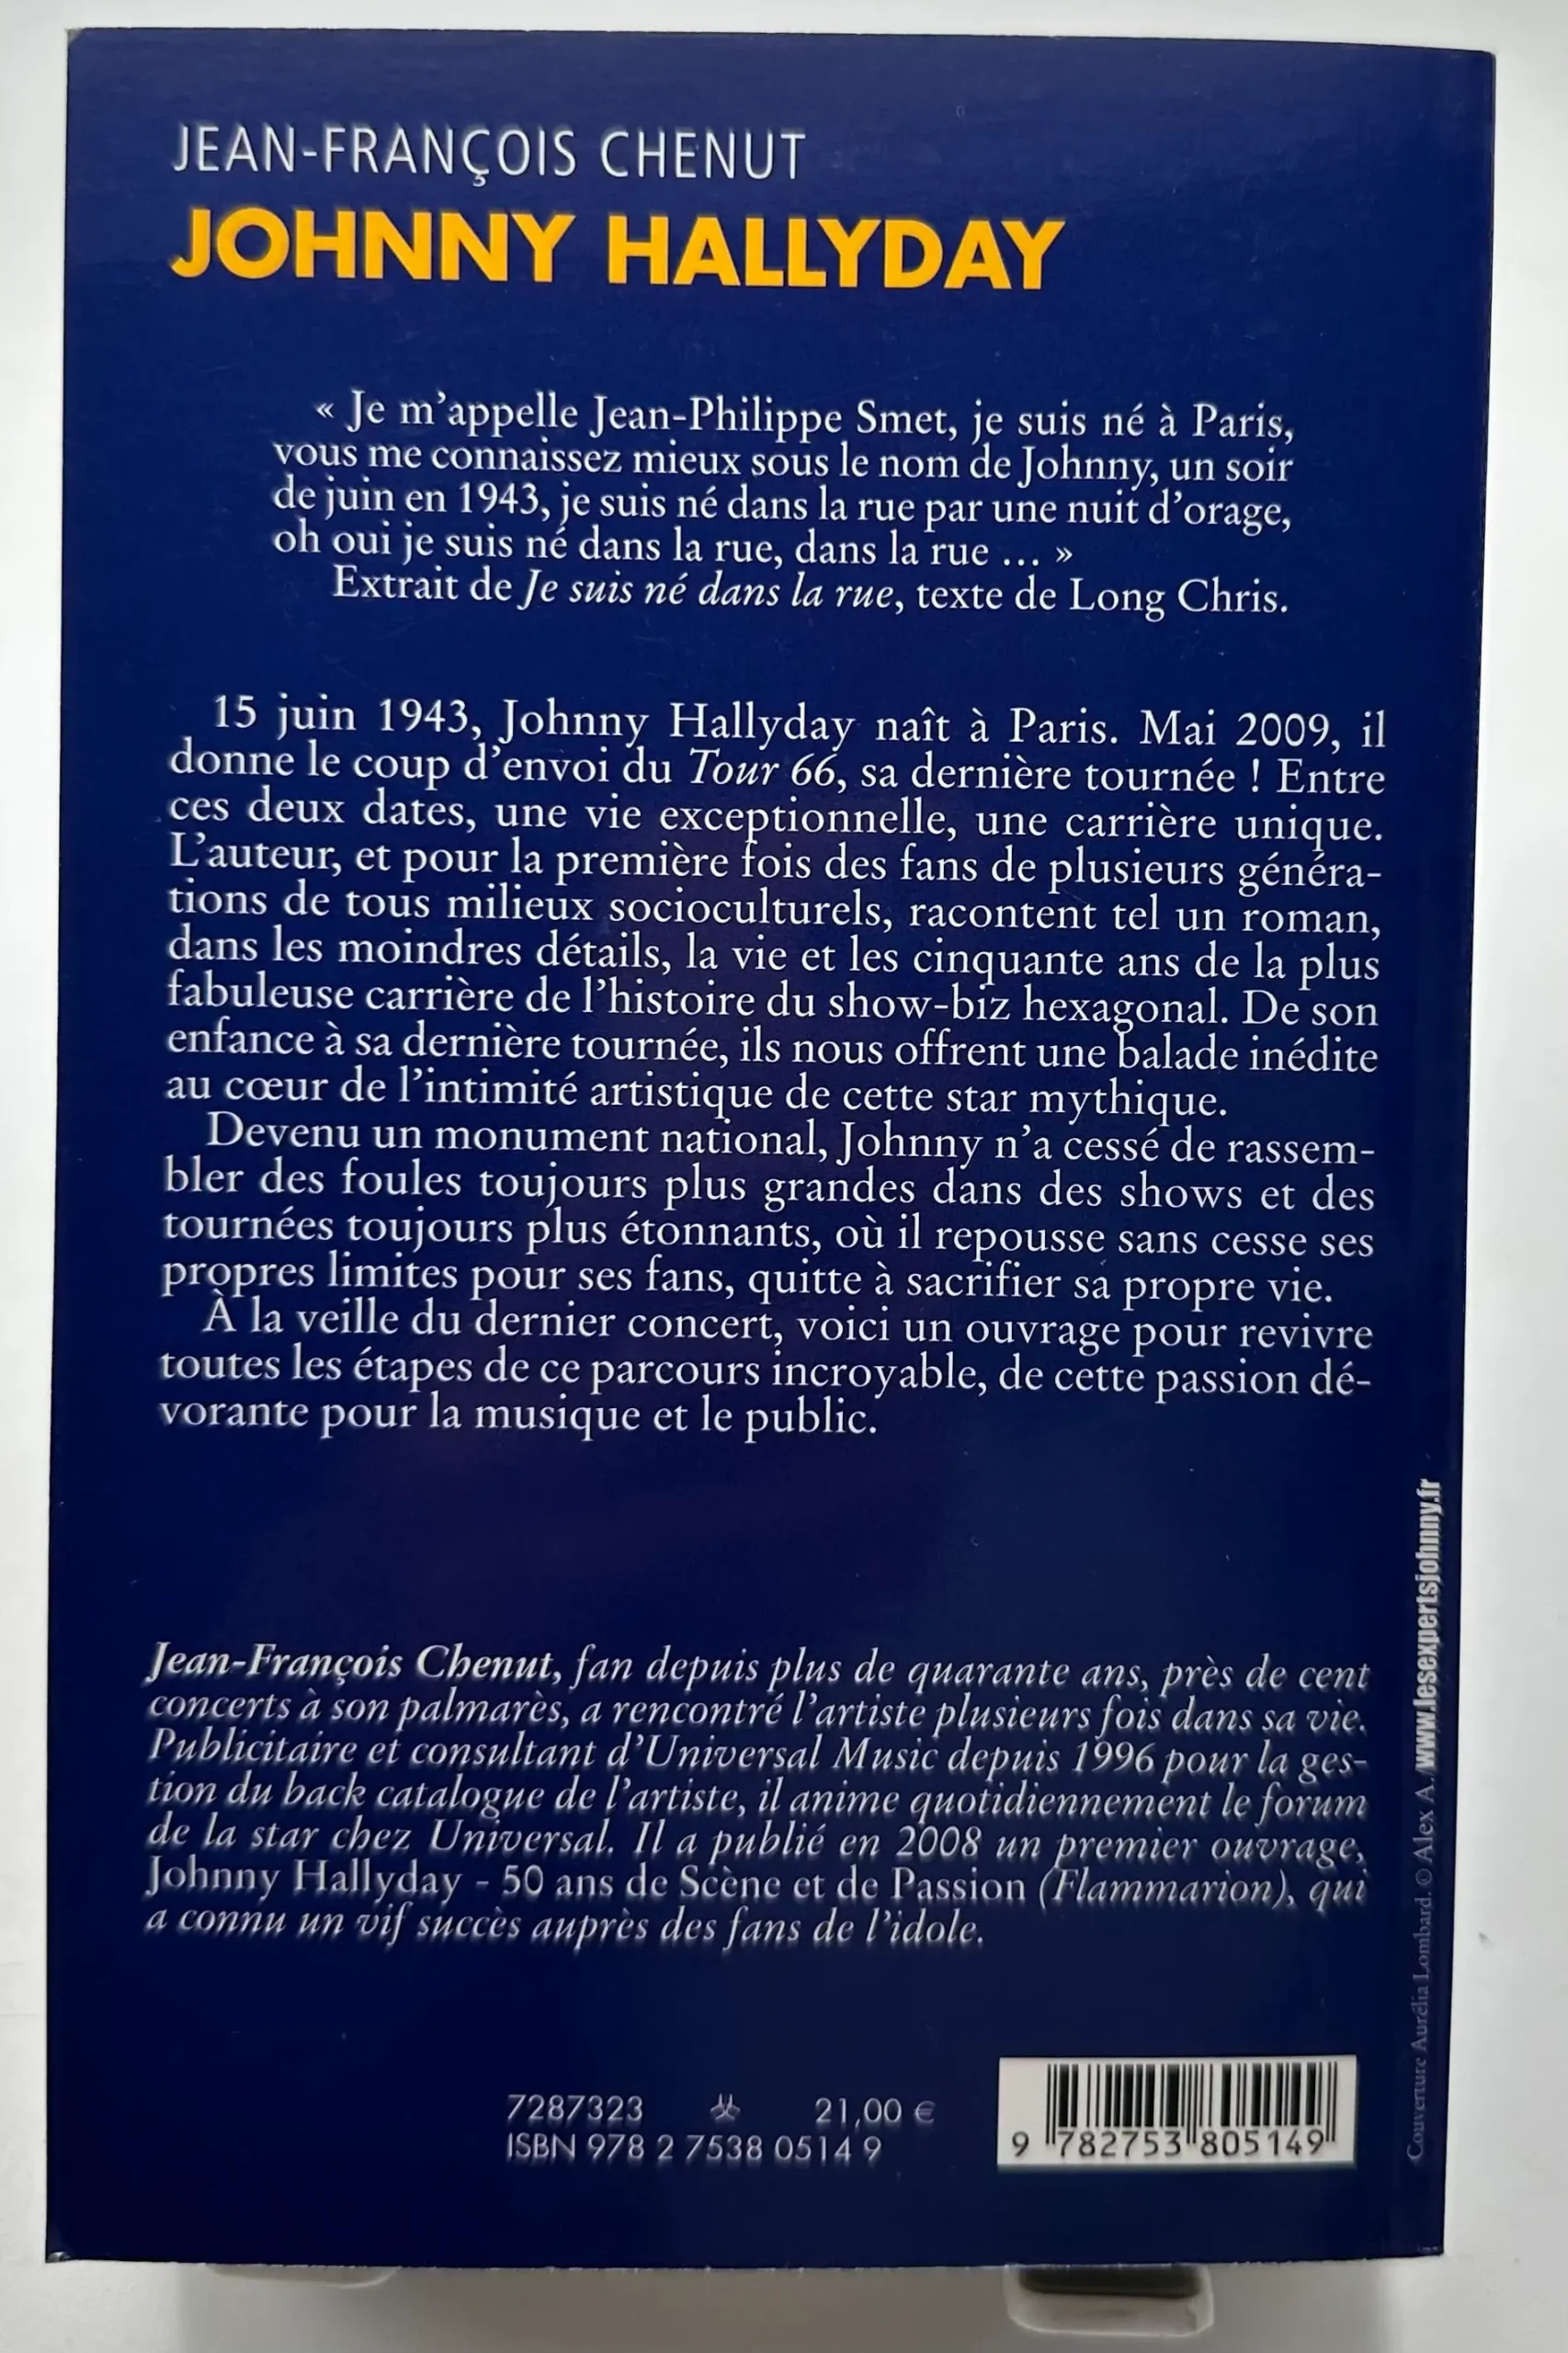 JEAN-FRANÇOIS CHENUT
JOHNNY HALLYDAY
« Je m'appelle Jean-Philippe Smet, je suis né à Paris,
vous me connaissez mieux sous le nom de Johnny, un soir
de juin en 1943, je suis né dans la rue par une nuit d'orage,
oh oui je suis né dans la rue, dans la rue ... »
Extrait de Je suis né dans la rue, texte de Long Chris.
15 juin 1943, Johnny Hallyday naît à Paris. Mai 2009, il
donne le coup d'envoi du Tour 66, sa dernière tournée ! Entre
ces deux dates, une vie exceptionnelle, une carrière unique.
L'auteur, et pour la première fois des fans de plusieurs généra-
tions de tous milieux socioculturels, racontent tel un roman,
dans les moindres détails, la vie et les cinquante ans de la plus
fabuleuse carrière de l'histoire du show-biz hexagonal. De son
enfance à sa dernière tournée, ils nous offrent une balade inédite
au cœur de l'intimité artistique de cette star mythique.
Devenu un monument national, Johnny n'a cessé de rassem-
bler des foules toujours plus grandes dans des shows et des
tournées toujours plus étonnants, où il repousse sans cesse ses
propres limites pour ses fans, quitte à sacrifier sa propre vie.
À la veille du dernier concert, voici un ouvrage pour revivre
toutes les étapes de ce parcours incroyable, de cette passion dé-
vorante pour la musique et le public.
Jean-François Chenut, fan depuis plus de quarante ans, près de cent
concerts à son palmarès, a rencontré l'artiste plusieurs fois dans sa vie.
Publicitaire et consultant d'Universal Music depuis 1996 pour la ges-
tion du back catalogue de l'artiste, il anime quotidiennement le forum
de la star chez Universal. Il a publié en 2008 un premier ouvrage,
Johnny Hallyday - 50 ans de Scène et de Passion (Flammarion), qui
a connu un vif succès auprès des fans de l'idole.
7287323 21,00 €
ISBN 978 2 7538 0514 9
9 782753 805149
Couverture Aurélia Lombard. © Alex A. /www.lesexpertsjohnny.fr